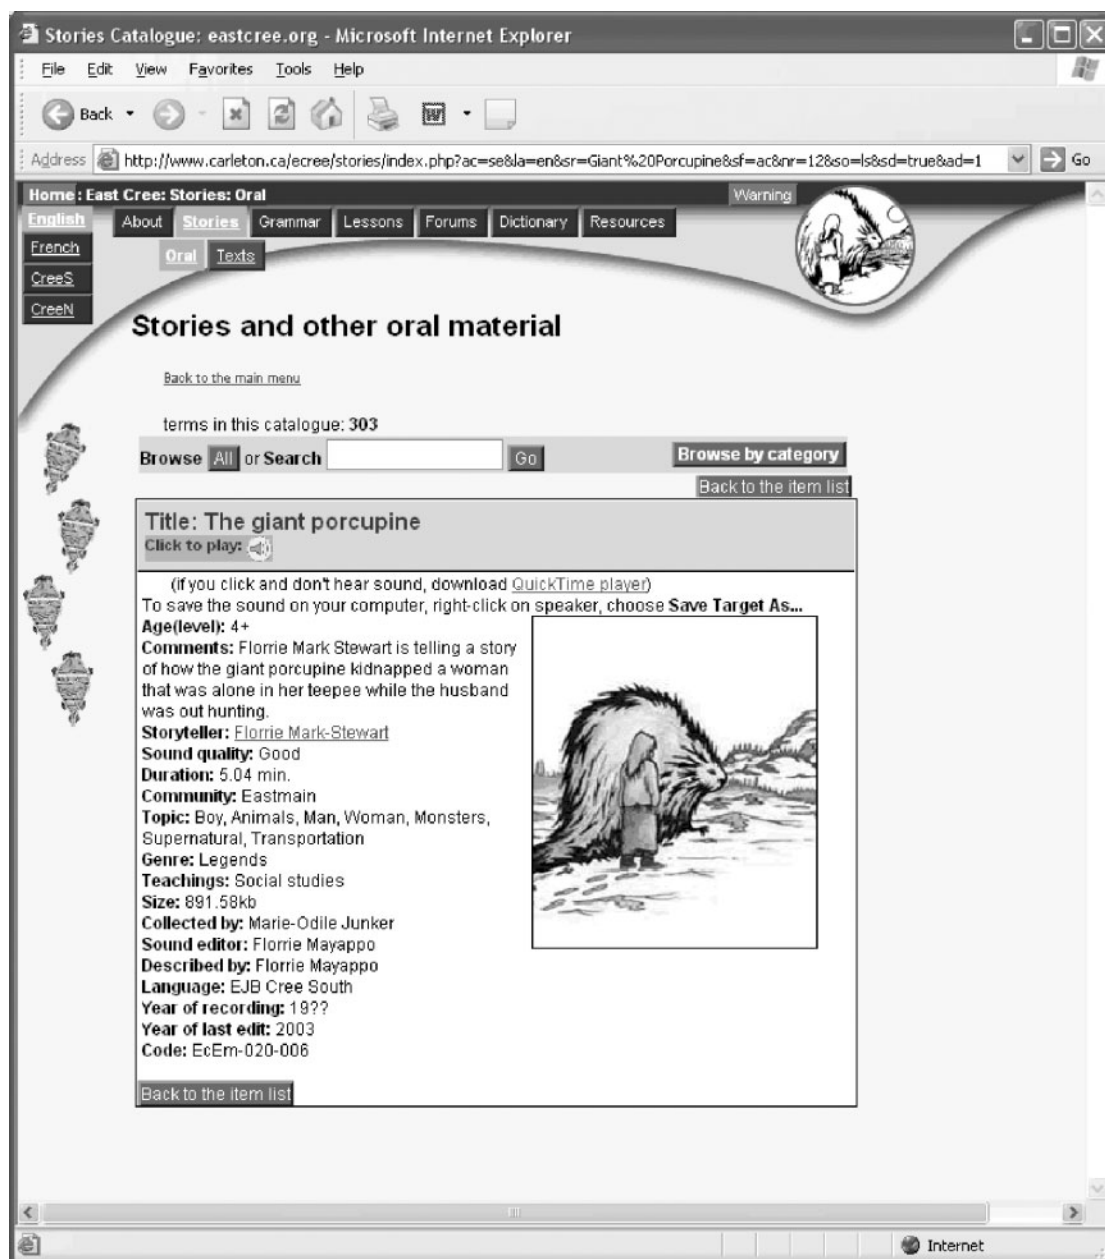 Stories Catalogue: eastcree.org - Microsoft Internet Explorer
File Edit View Favorites Tools Help
Back
Address http://www.carleton.ca/ecree/stories/index.php?ac=se&la=en&sr=Giant%20Porcupine&sf=ac&nr=12&so=ls&sd=true&ad=1 Go
Home : East Cree: Stories: Oral Warning
English About Stories Grammar Lessons Forums Dictionary Resources
French Oral Texts
CreeS
CreeN
Stories and other oral material
Back to the main menu
terms in this catalogue: 303
Browse All or Search Go Browse by category
Back to the item list
Title: The giant porcupine
Click to play:
(if you click and don't hear sound, download QuickTime player)
To save the sound on your computer, right-click on speaker, choose Save Target As...
Age(level): 4+
Comments: Florrie Mark Stewart is telling a story
of how the giant porcupine kidnapped a woman
that was alone in her teepee while the husband
was out hunting.
Storyteller: Florrie Mark-Stewart
Sound quality: Good
Duration: 5.04 min.
Community: Eastmain
Topic: Boy, Animals, Man, Woman, Monsters,
Supernatural, Transportation
Genre: Legends
Teachings: Social studies
Size: 891.58kb
Collected by: Marie-Odile Junker
Sound editor: Florrie Mayappo
Described by: Florrie Mayappo
Language: EJB Cree South
Year of recording: 19??
Year of last edit: 2003
Code: EcEm-020-006
Back to the item list
Internet